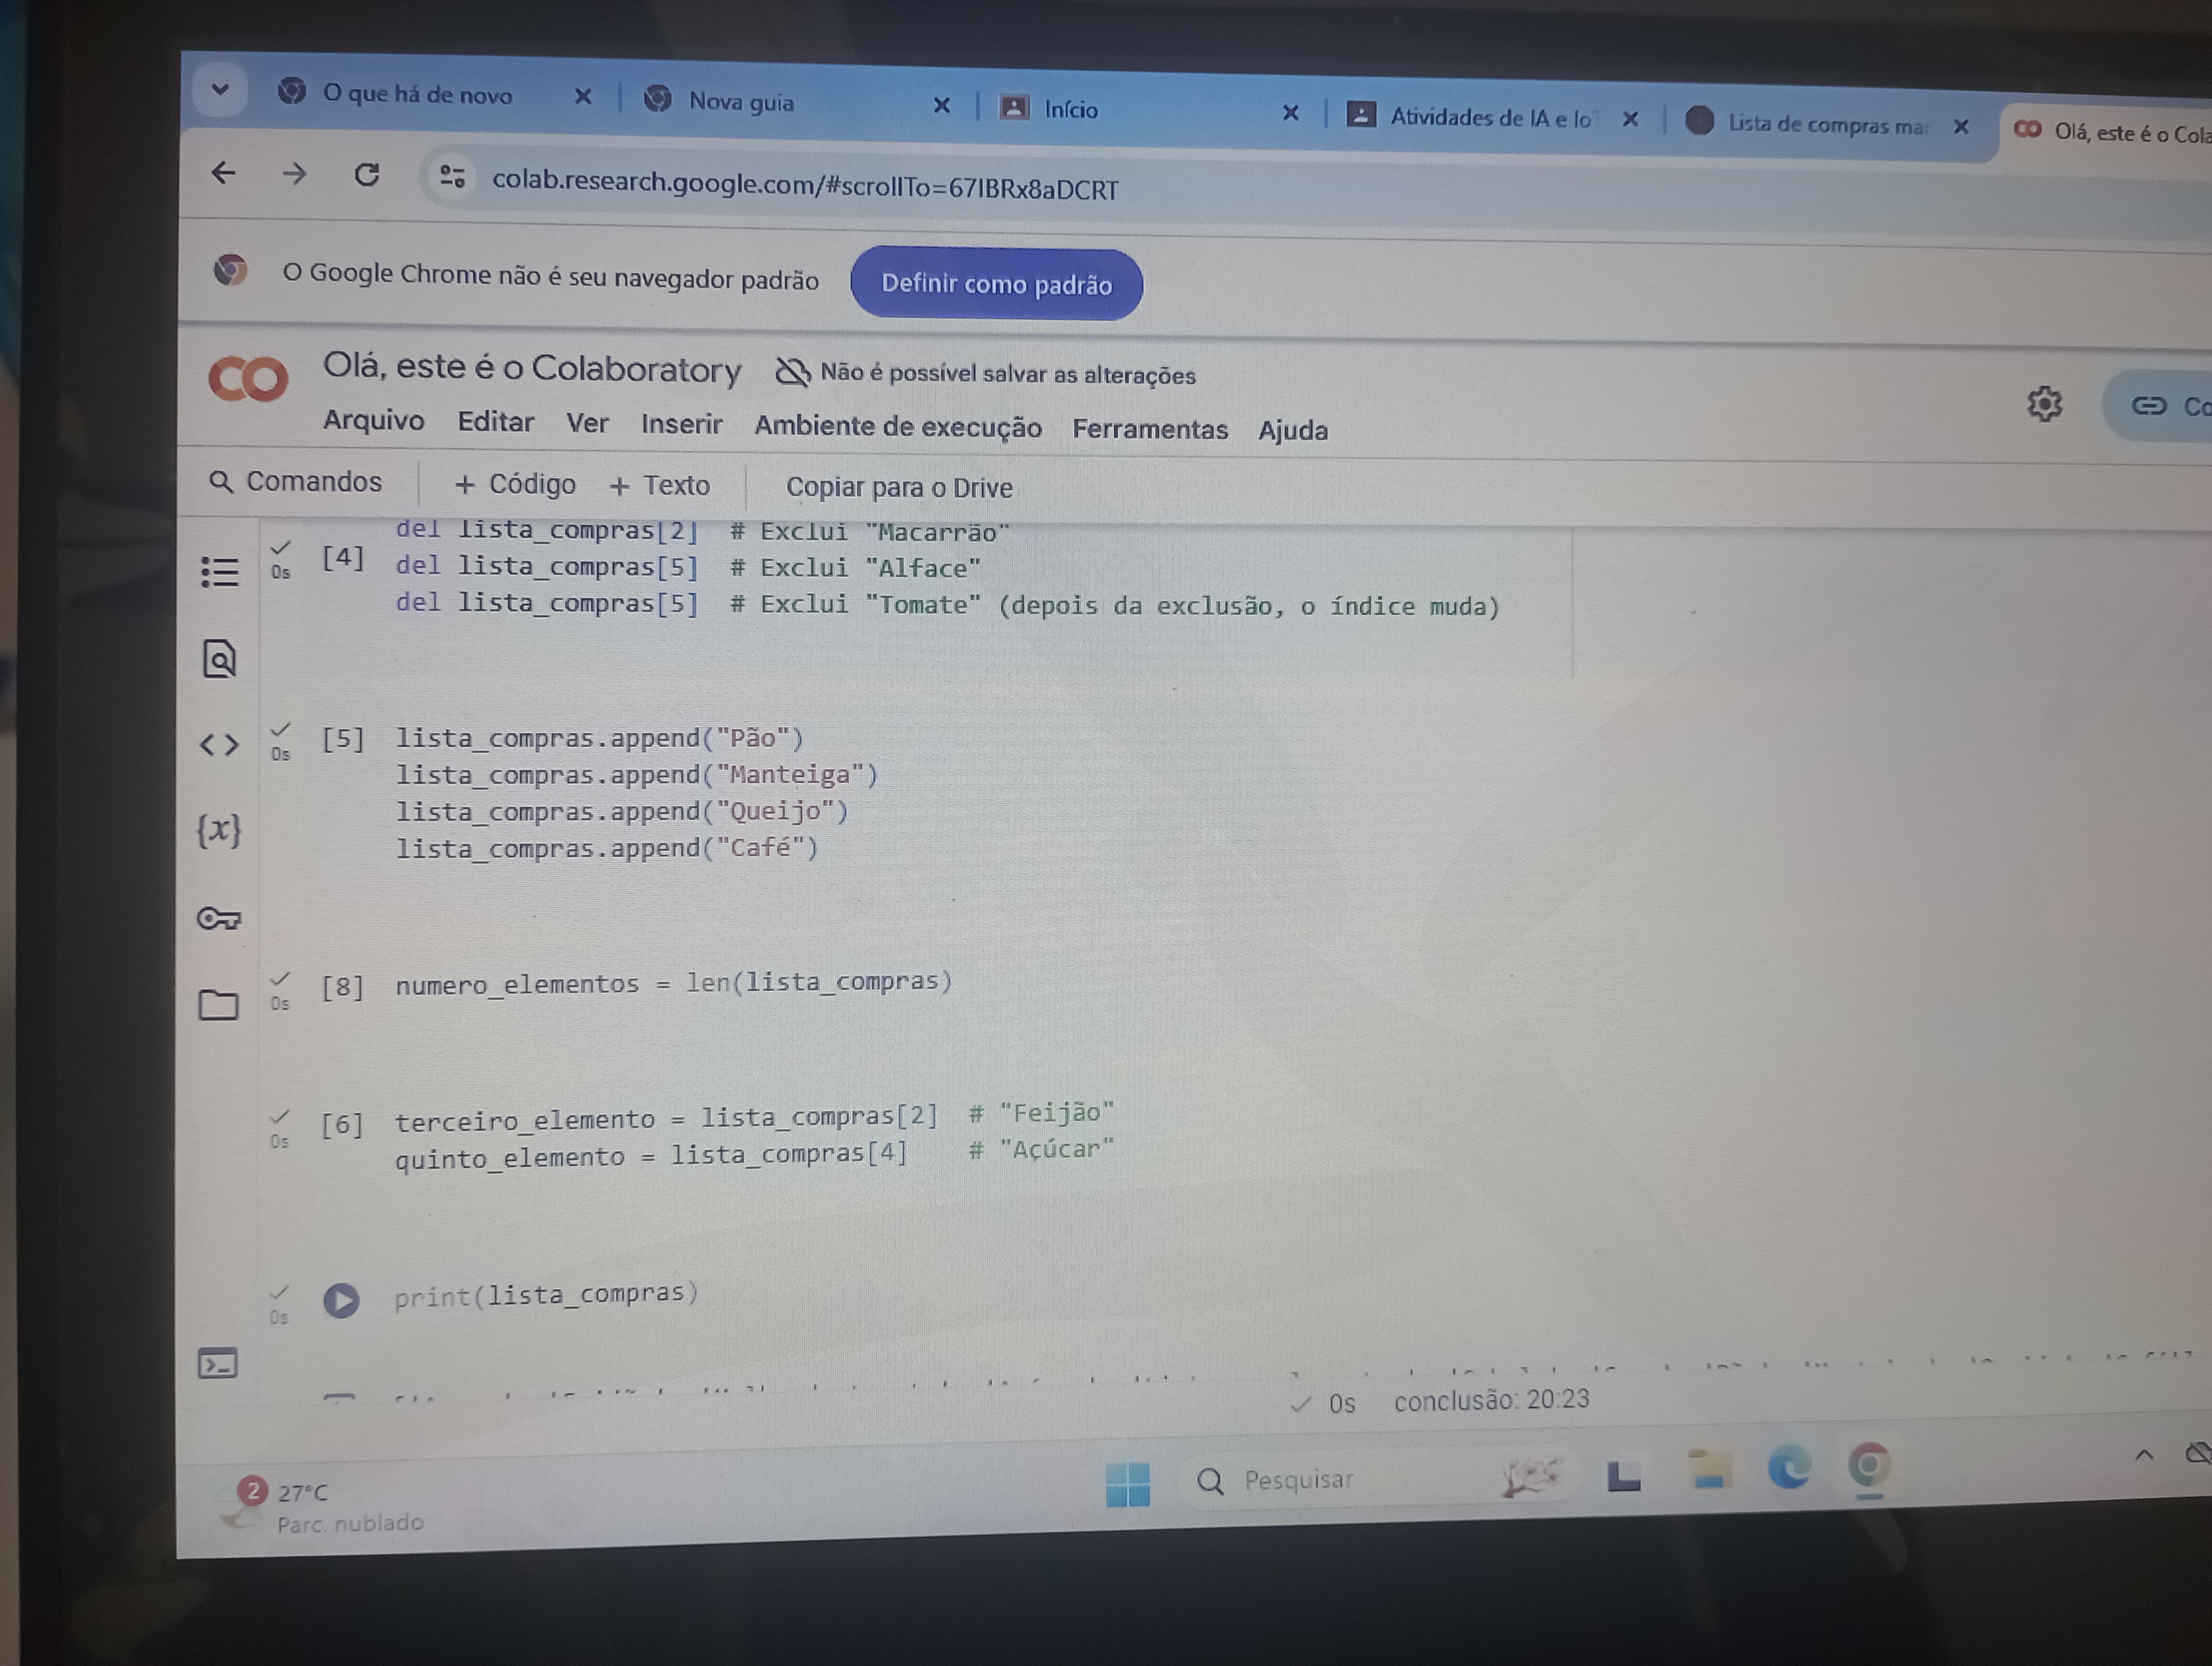 O que há de novo
Nova guia
Início
Atividades de IA e Io
Lista de compras ma
Olá, este é o Cola
colab.research.google.com/#scrollTo=67IBRx8aDCRT
O Google Chrome não é seu navegador padrão
Definir como padrão
CO
Olá, este é o Colaboratory
Não é possível salvar as alterações
Arquivo Editar Ver Inserir Ambiente de execução Ferramentas Ajuda
Co
Comandos + Código + Texto Copiar para o Drive
del lista_compras[2]  # Exclui "Macarrão"
0s [4] del lista_compras[5]  # Exclui "Alface"
del lista_compras[5]  # Exclui "Tomate" (depois da exclusão, o índice muda)
0s [5] lista_compras.append("Pão")
lista_compras.append("Manteiga")
lista_compras.append("Queijo")
lista_compras.append("Café")
0s [8] numero_elementos = len(lista_compras)
0s [6] terceiro_elemento = lista_compras[2]  # "Feijão"
quinto_elemento = lista_compras[4]    # "Açúcar"
0s print(lista_compras)
0s conclusão: 20:23
2 27°C
Parc. nublado
Pesquisar